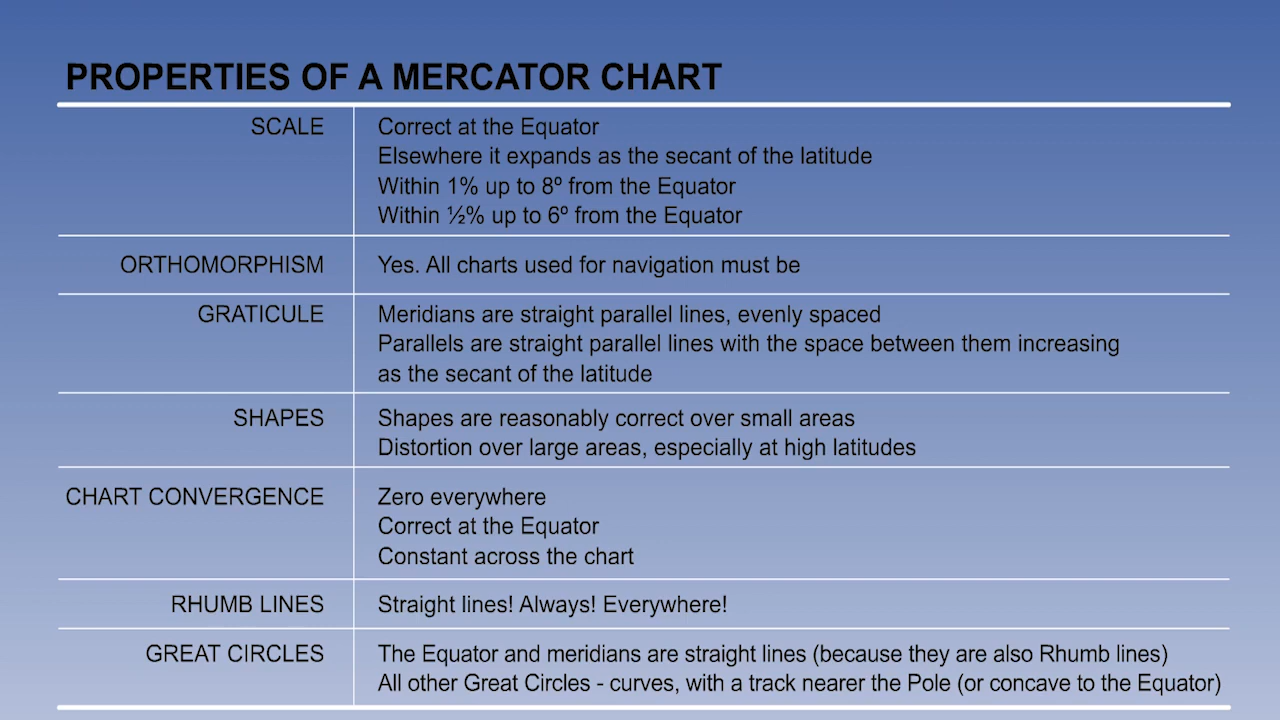 PROPERTIES OF A MERCATOR CHART
SCALE
Correct at the Equator
Elsewhere it expands as the secant of the latitude
Within 1% up to 8º from the Equator
Within ½% up to 6º from the Equator
ORTHOMORPHISM
Yes. All charts used for navigation must be
GRATICULE
Meridians are straight parallel lines, evenly spaced
Parallels are straight parallel lines with the space between them increasing
as the secant of the latitude
SHAPES
Shapes are reasonably correct over small areas
Distortion over large areas, especially at high latitudes
CHART CONVERGENCE
Zero everywhere
Correct at the Equator
Constant across the chart
RHUMB LINES
Straight lines! Always! Everywhere!
GREAT CIRCLES
The Equator and meridians are straight lines (because they are also Rhumb lines)
All other Great Circles - curves, with a track nearer the Pole (or concave to the Equator)